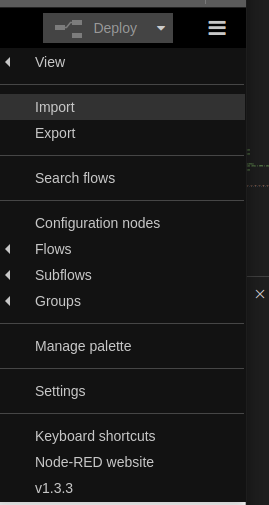 Deploy
View
Import
Export
Search flows
Configuration nodes
Flows
Subflows
Groups
Manage palette
Settings
Keyboard shortcuts
Node-RED website
v1.3.3